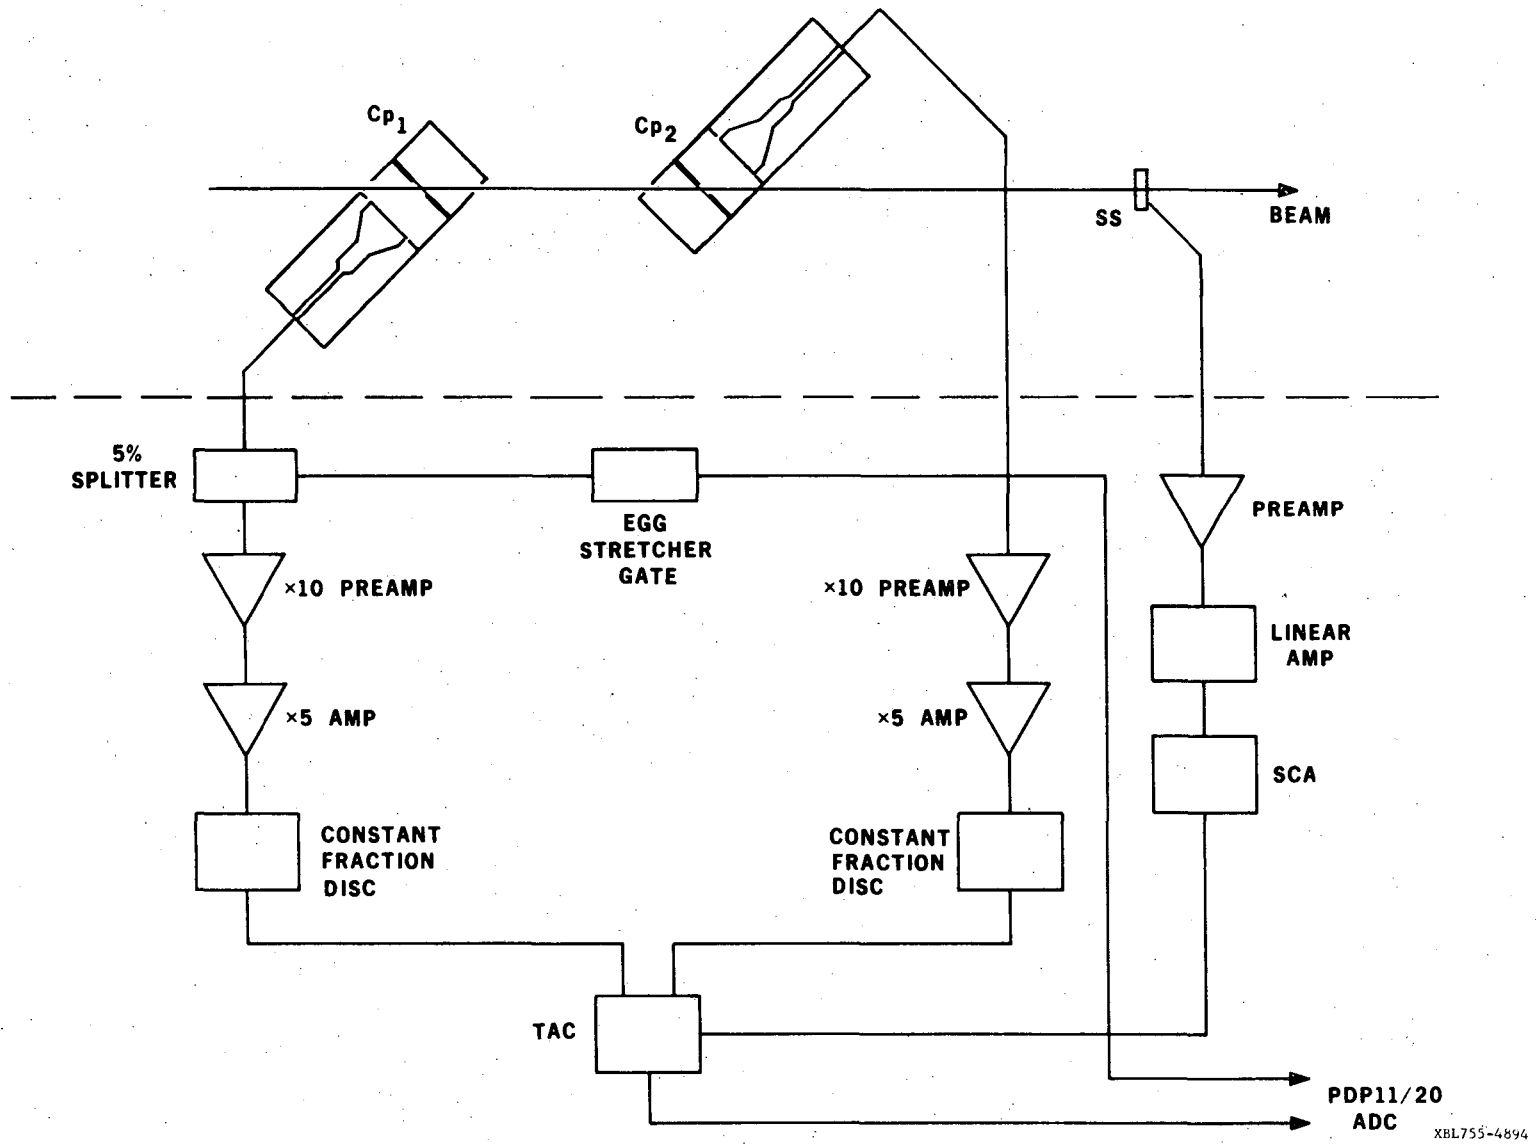 Cp1
Cp2
SS
BEAM
5%
SPLITTER
EGG
STRETCHER
GATE
PREAMP
×10 PREAMP
×10 PREAMP
LINEAR
AMP
×5 AMP
×5 AMP
SCA
CONSTANT
FRACTION
DISC
CONSTANT
FRACTION
DISC
TAC
PDP11/20
ADC
XBL755-4894